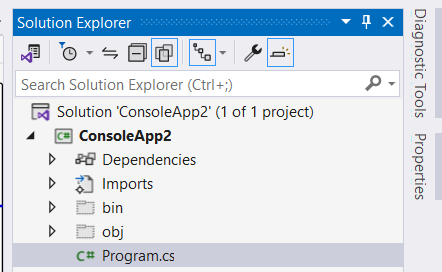 Solution Explorer
Search Solution Explorer (Ctrl+;)
Solution 'ConsoleApp2' (1 of 1 project)
C# ConsoleApp2
Dependencies
Imports
bin
obj
C# Program.cs
Diagnostic Tools
Properties